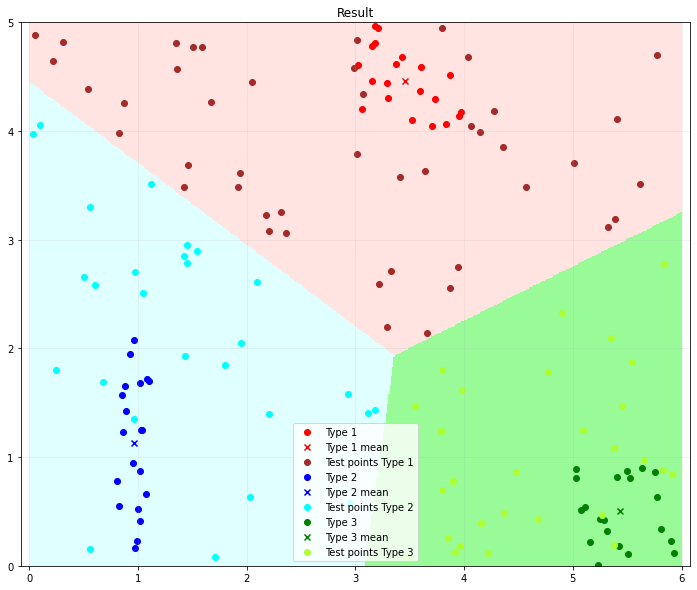 Result
5
4
3
2
1
0
Type 1
Type 1 mean
Test points Type 1
Type 2
Type 2 mean
Test points Type 2
Type 3
Type 3 mean
Test points Type 3
0 1 2 3 4 5 6